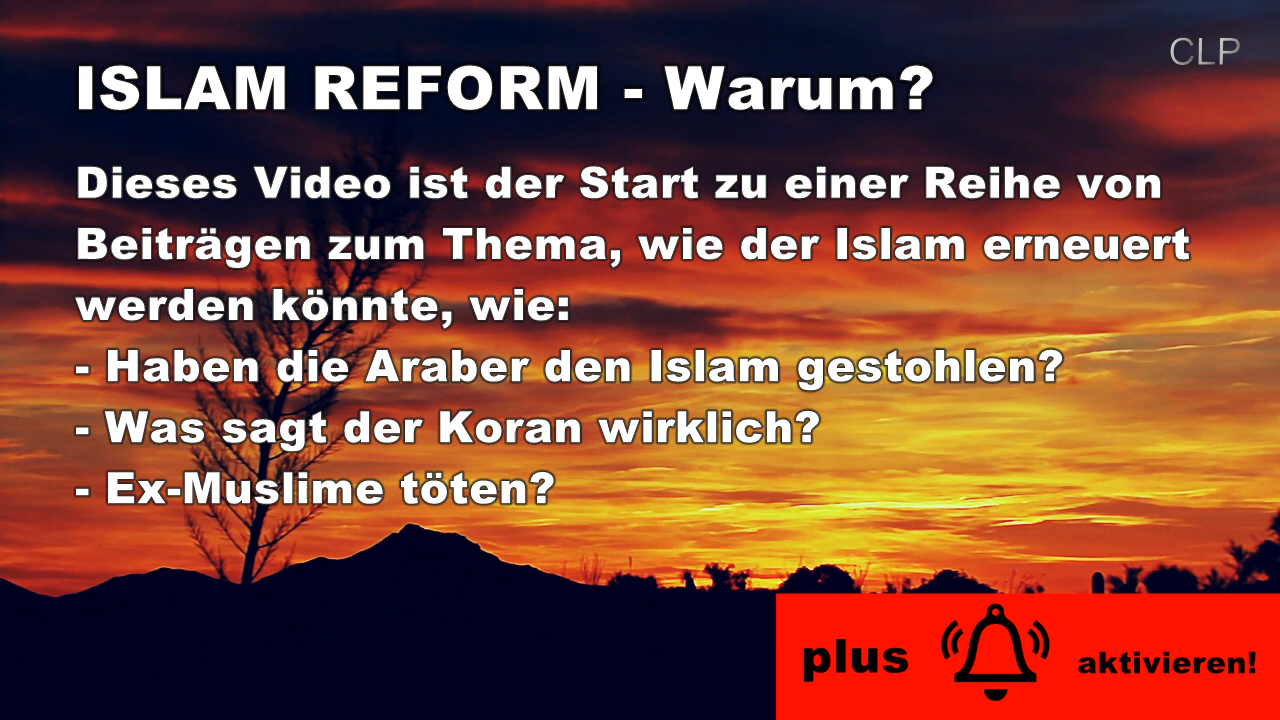 CLP
ISLAM REFORM - Warum?
Dieses Video ist der Start zu einer Reihe von
Beiträgen zum Thema, wie der Islam erneuert
werden könnte, wie:
- Haben die Araber den Islam gestohlen?
- Was sagt der Koran wirklich?
- Ex-Muslime töten?
plus aktivieren!